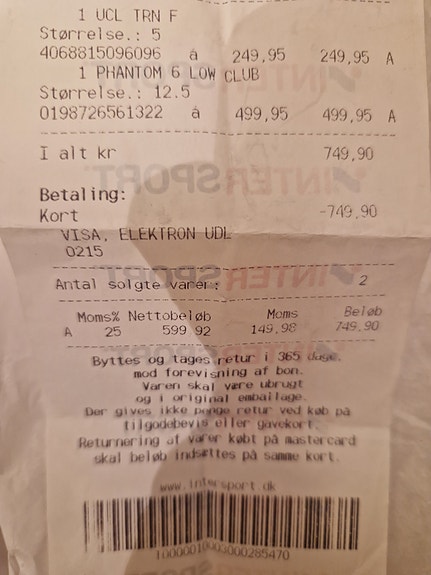 1 UCL TRN F
Størrelse.: 5
4068815096096 á 249,95 249,95 A
1 PHANTOM 6 LOW CLUB
Størrelse.: 12.5
0198726561322 á 499,95 499,95 A
I alt kr 749,90
Betaling:
Kort -749,90
VISA, ELEKTRON UDL
0215
Antal solgte varer: 2
Moms% Nettobeløb Moms Beløb
A 25 599,92 149,98 749,90
Byttes og tages retur i 365 dage.
mod forevisning af bon.
Varen skal være ubrugt
og i original emballage.
Der gives ikke penge retur ved køb på
tilgodebevis eller gavekort.
Returnering af varer købt på mastercard
skal beløb indsættes på samme kort.
www.intersport.dk
10000010003000285470